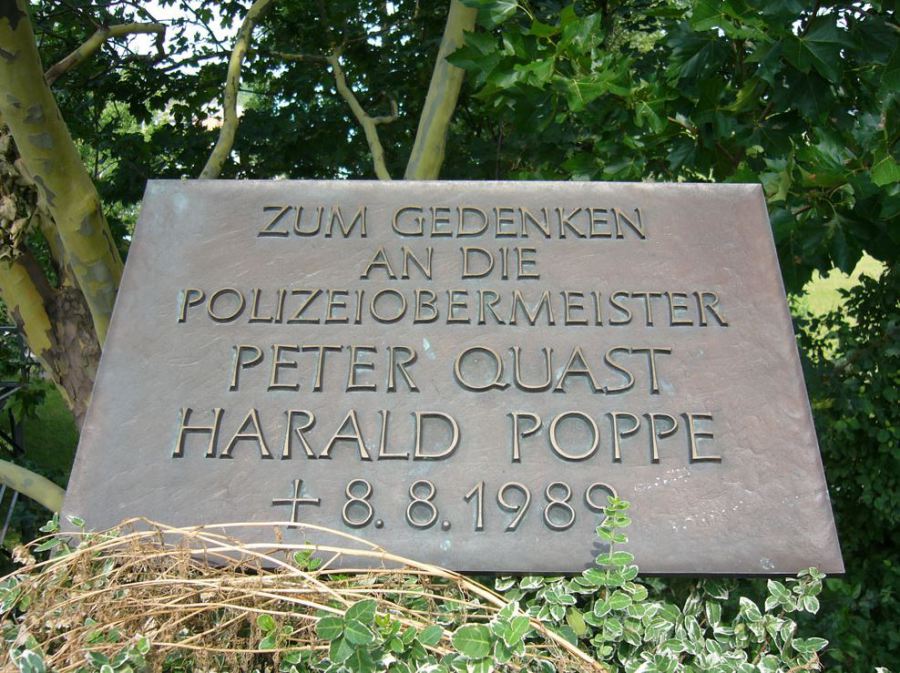 ZUM GEDENKEN
AN DIE
POLIZEIOBERMEISTER
PETER QUAST
HARALD POPPE
† 8.8.1989